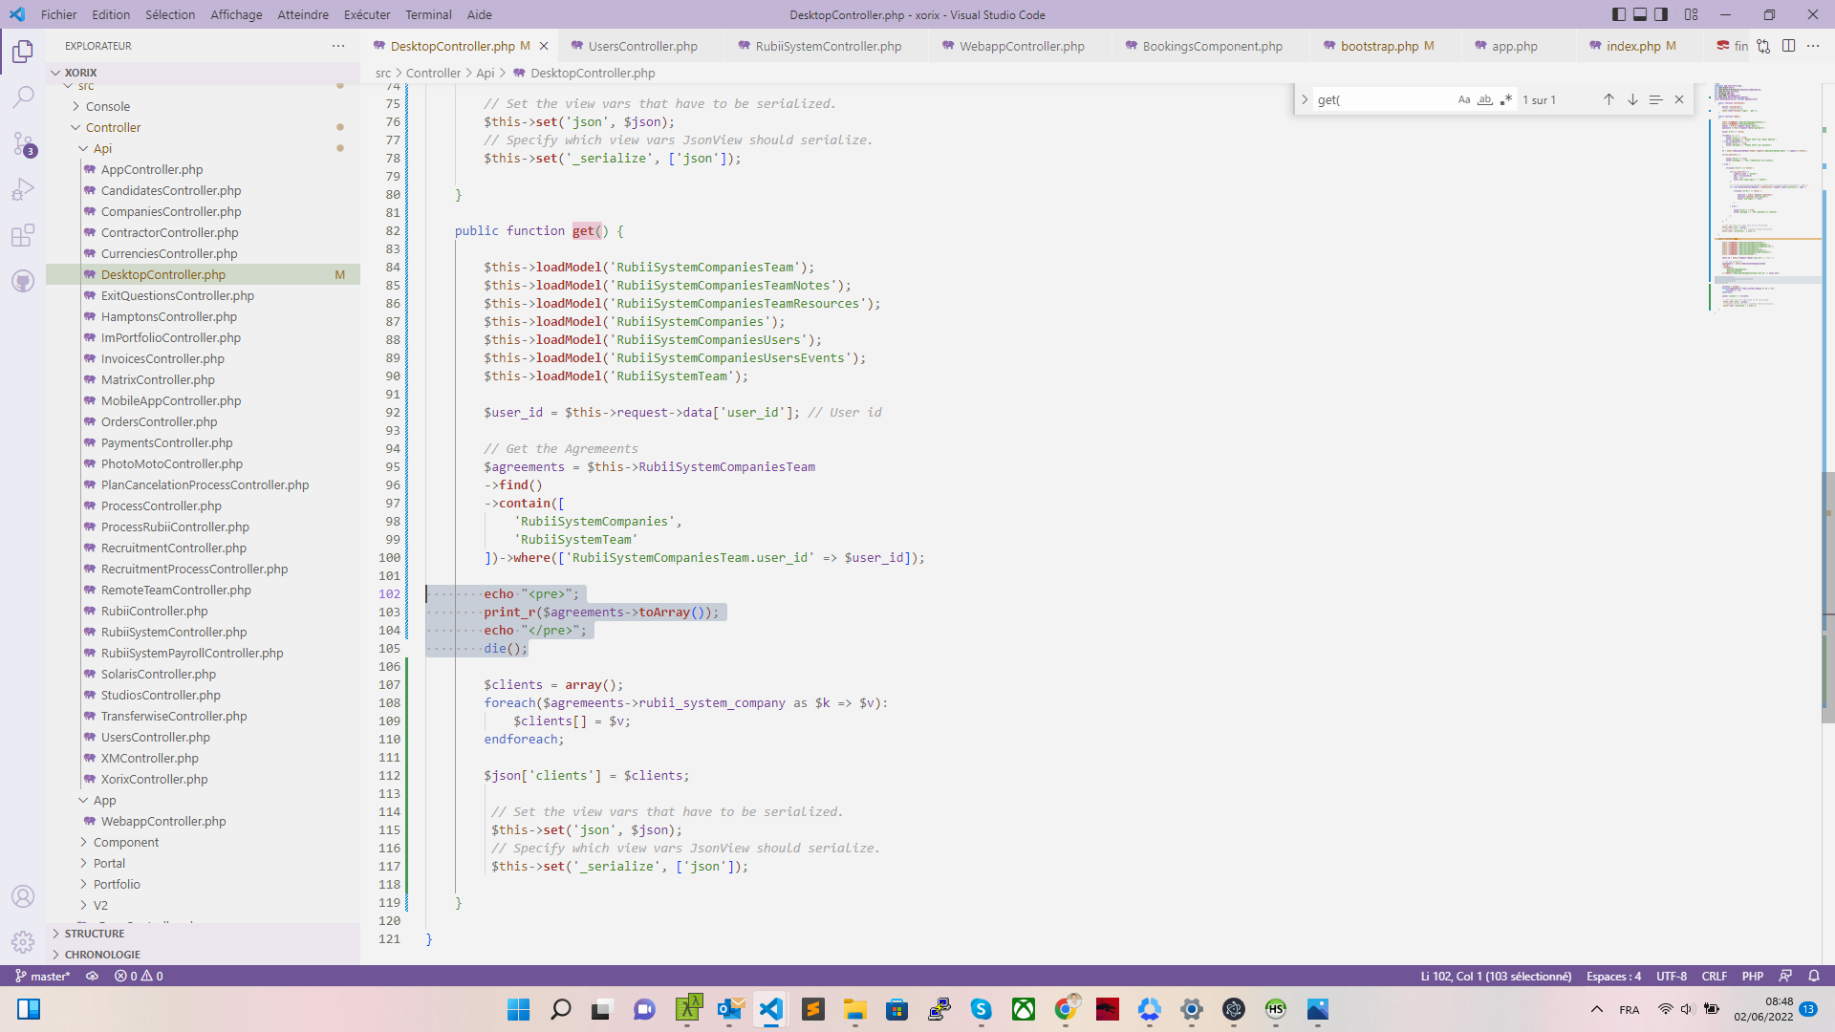 Fichier Edition Sélection Affichage Atteindre Exécuter Terminal Aide
DesktopController.php - xorix - Visual Studio Code
EXPLORATEUR
DesktopController.php M
UsersController.php
RubiiSystemController.php
WebappController.php
BookingsComponent.php
bootstrap.php M
app.php
index.php M
fin
src > Controller > Api > DesktopController.php
get(
Aa ab 1 sur 1
XORIX
src
Console
Controller
Api
AppController.php
CandidatesController.php
CompaniesController.php
ContractorController.php
CurrenciesController.php
DesktopController.php M
ExitQuestionsController.php
HamptonsController.php
ImPortfolioController.php
InvoicesController.php
MatrixController.php
MobileAppController.php
OrdersController.php
PaymentsController.php
PhotoMotoController.php
PlanCancelationProcessController.php
ProcessController.php
ProcessRubiiController.php
RecruitmentController.php
RecruitmentProcessController.php
RemoteTeamController.php
RubiiController.php
RubiiSystemController.php
RubiiSystemPayrollController.php
SolarisController.php
StudiosController.php
TransferwiseController.php
UsersController.php
XMController.php
XorixController.php
App
WebappController.php
Component
Portal
Portfolio
V2
STRUCTURE
CHRONOLOGIE
3
74
75 // Set the view vars that have to be serialized.
76 $this->set('json', $json);
77 // Specify which view vars JsonView should serialize.
78 $this->set('_serialize', ['json']);
79
80 }
81
82 public function get() {
83
84 $this->loadModel('RubiiSystemCompaniesTeam');
85 $this->loadModel('RubiiSystemCompaniesTeamNotes');
86 $this->loadModel('RubiiSystemCompaniesTeamResources');
87 $this->loadModel('RubiiSystemCompanies');
88 $this->loadModel('RubiiSystemCompaniesUsers');
89 $this->loadModel('RubiiSystemCompaniesUsersEvents');
90 $this->loadModel('RubiiSystemTeam');
91
92 $user_id = $this->request->data['user_id']; // User id
93
94 // Get the Agremeents
95 $agreements = $this->RubiiSystemCompaniesTeam
96 ->find()
97 ->contain([
98 'RubiiSystemCompanies',
99 'RubiiSystemTeam'
100 ])->where(['RubiiSystemCompaniesTeam.user_id' => $user_id]);
101
102 echo "<pre>";
103 print_r($agreements->toArray());
104 echo "</pre>";
105 die();
106
107 $clients = array();
108 foreach($agremeents->rubii_system_company as $k => $v):
109 $clients[] = $v;
110 endforeach;
111
112 $json['clients'] = $clients;
113
114 // Set the view vars that have to be serialized.
115 $this->set('json', $json);
116 // Specify which view vars JsonView should serialize.
117 $this->set('_serialize', ['json']);
118
119 }
120
121 }
master* 0 0
Li 102, Col 1 (103 sélectionné) Espaces : 4 UTF-8 CRLF PHP
HS
FRA
08:48
02/06/2022
13